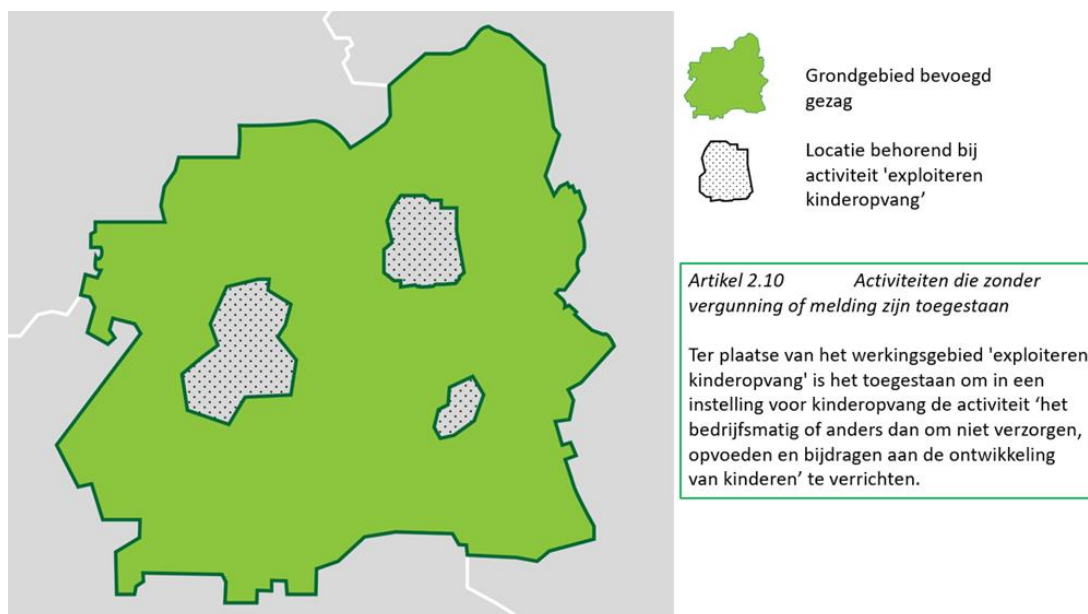 Grondgebied bevoegd
gezag
Locatie behorend bij
activiteit 'exploiteren
kinderopvang’
Artikel 2.10 Activiteiten die zonder
vergunning of melding zijn toegestaan
Ter plaatse van het werkingsgebied 'exploiteren
kinderopvang' is het toegestaan om in een
instelling voor kinderopvang de activiteit ‘het
bedrijfsmatig of anders dan om niet verzorgen,
opvoeden en bijdragen aan de ontwikkeling
van kinderen’ te verrichten.